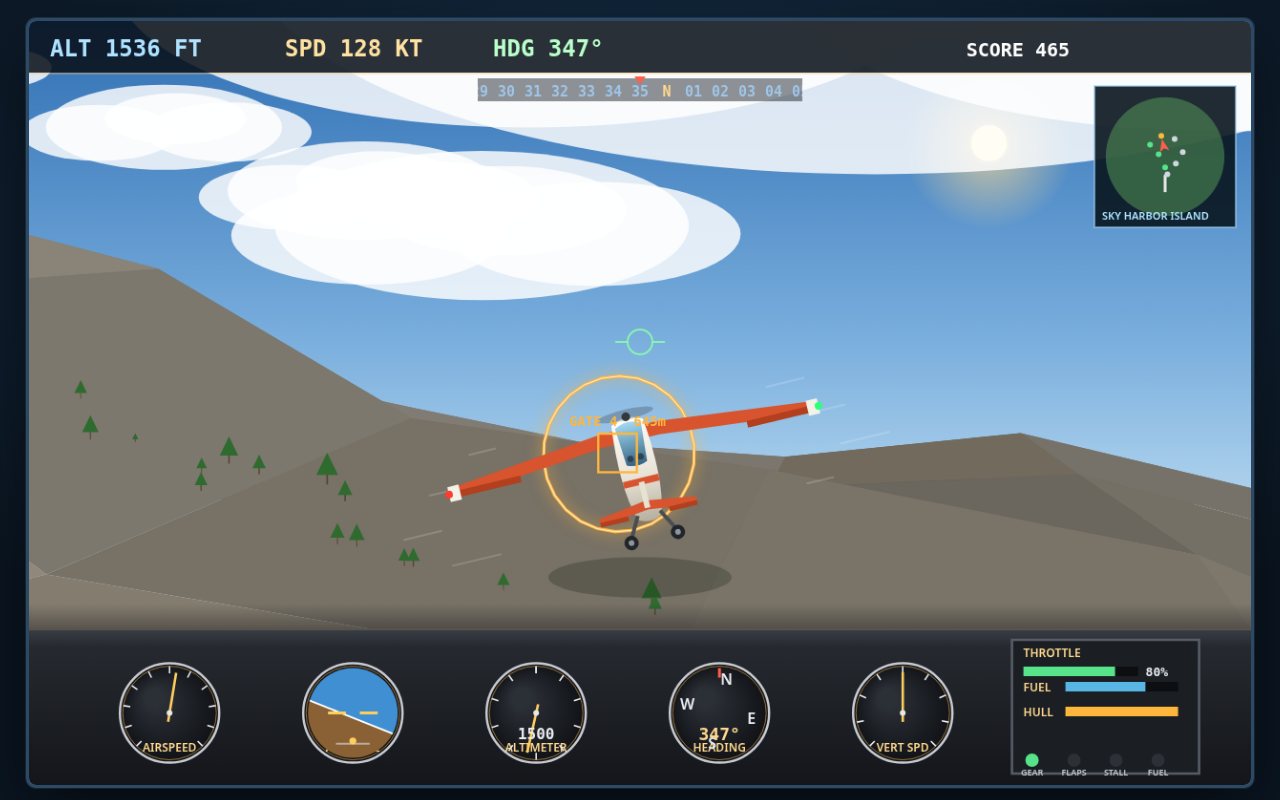 ALT 1536 FT
SPD 128 KT
HDG 347°
SCORE 465
30 31 32 33 34 35 N 01 02 03 04
SKY HARBOR ISLAND
GATE 4
AIRSPEED
1500
ALTIMETER
N
W
E
347°
HEADING
VERT SPD
THROTTLE
80%
FUEL
HULL
GEAR
FLAPS
STALL
FUEL